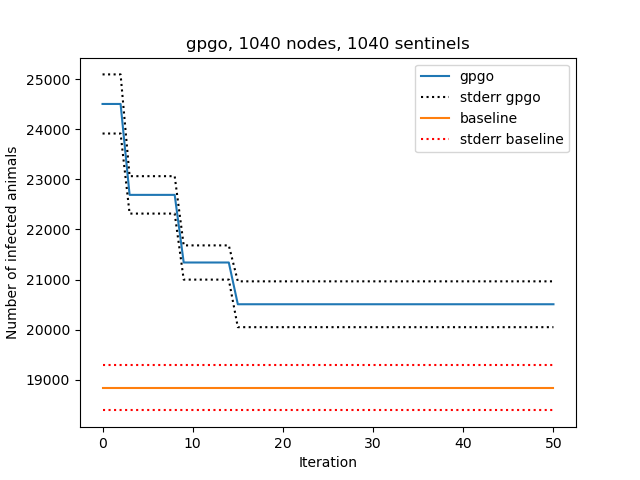 gpgo, 1040 nodes, 1040 sentinels
gpgo
stderr gpgo
baseline
stderr baseline
Number of infected animals
25000
24000
23000
22000
21000
20000
19000
0 10 20 30 40 50
Iteration